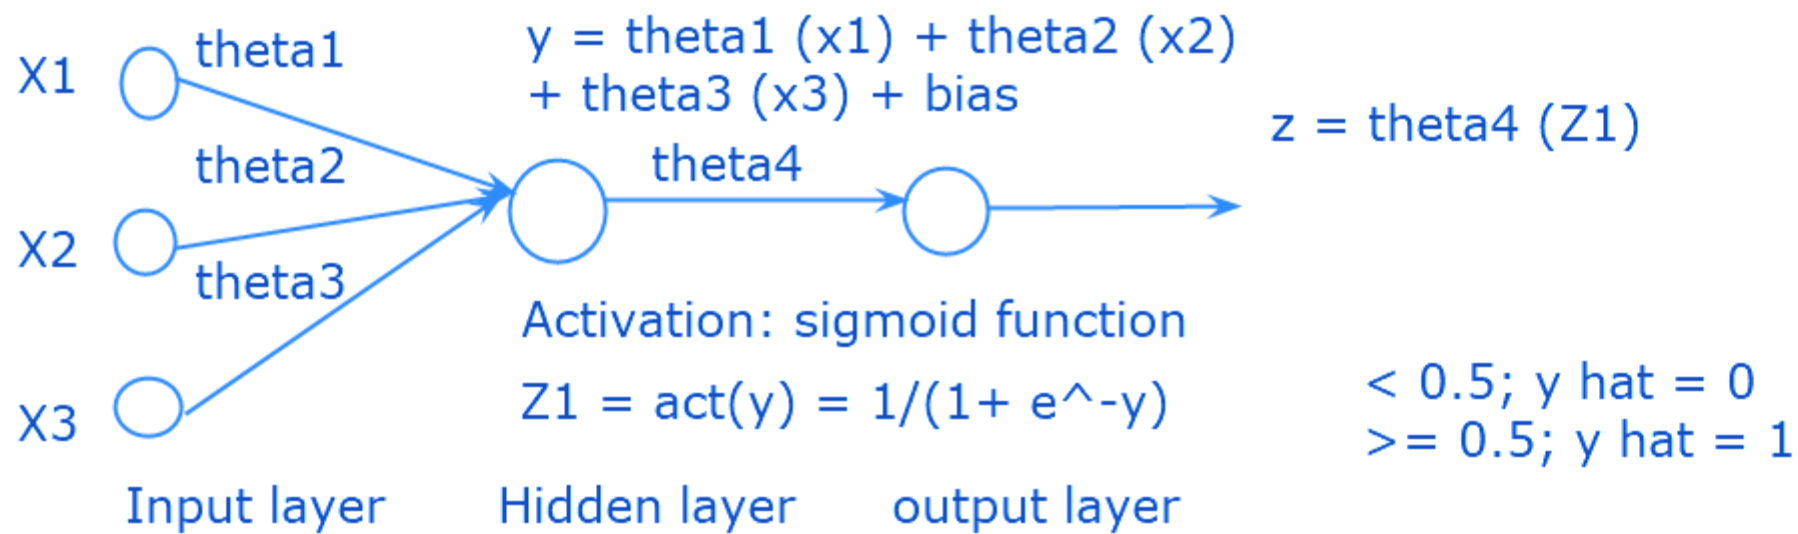 X1
theta1
y = theta1 (x1) + theta2 (x2)
+ theta3 (x3) + bias
z = theta4 (Z1)
theta2
theta4
X2
theta3
Activation: sigmoid function
Z1 = act(y) = 1/(1+ e^-y)
< 0.5; y hat = 0
>= 0.5; y hat = 1
X3
Input layer
Hidden layer
output layer